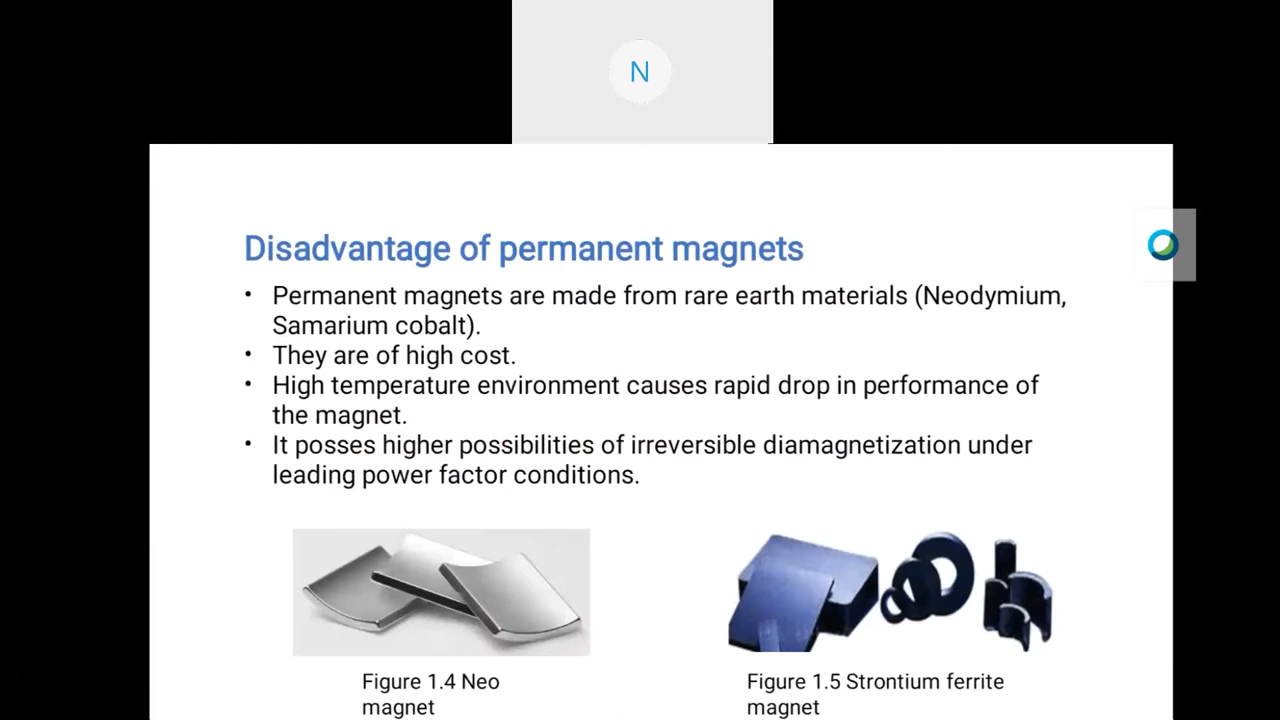 N
Disadvantage of permanent magnets
• Permanent magnets are made from rare earth materials (Neodymium,
Samarium cobalt).
• They are of high cost.
• High temperature environment causes rapid drop in performance of
the magnet.
• It posses higher possibilities of irreversible diamagnetization under
leading power factor conditions.
Figure 1.4 Neo
magnet
Figure 1.5 Strontium ferrite
magnet